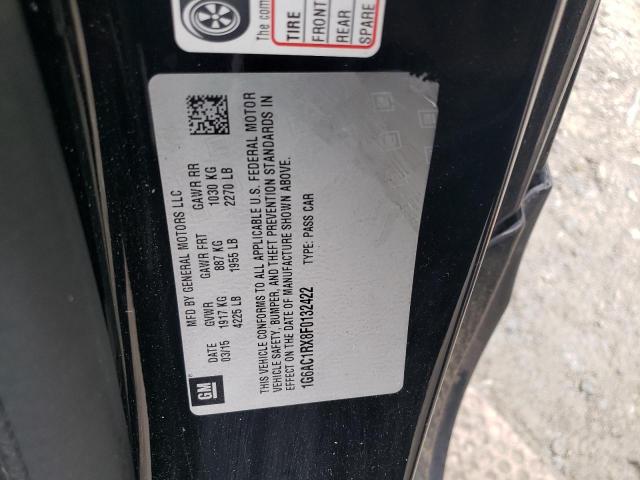 The com
TIRE
FRONT
REAR
SPARE
MFD BY GENERAL MOTORS LLC
DATE GVWR GAWR FRT GAWR RR
03/15 1917 KG 887 KG 1030 KG
4225 LB 1955 LB 2270 LB
THIS VEHICLE CONFORMS TO ALL APPLICABLE U.S. FEDERAL MOTOR
VEHICLE SAFETY, BUMPER, AND THEFT PREVENTION STANDARDS IN
EFFECT ON THE DATE OF MANUFACTURE SHOWN ABOVE.
1G6AC1RX8F0132422 TYPE: PASS CAR
GM